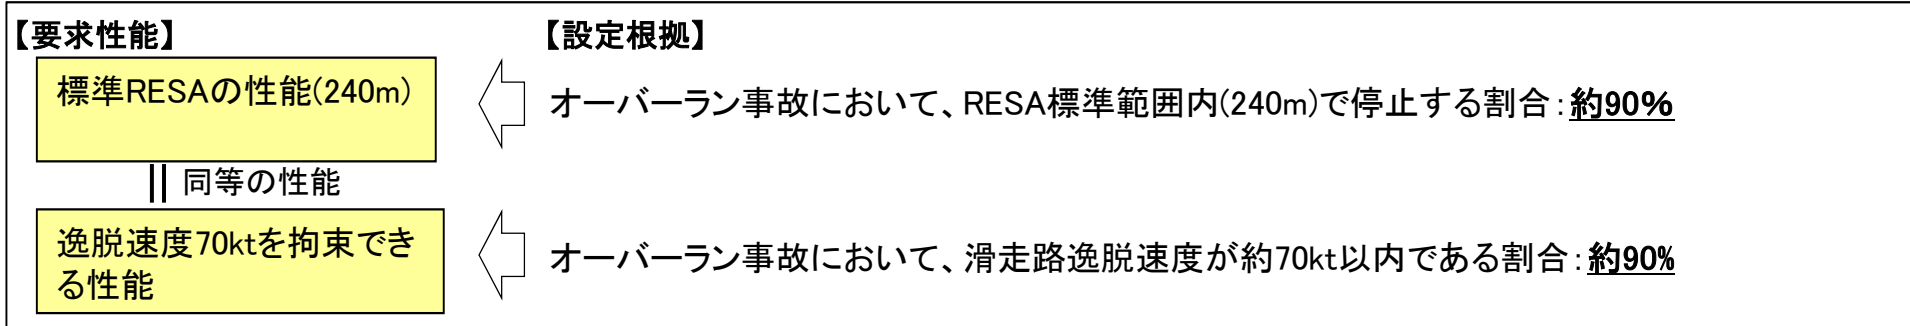 【要求性能】
【設定根拠】
標準RESAの性能(240m)
オーバーラン事故において、RESA標準範囲内(240m)で停止する割合：約90％
同等の性能
逸脱速度70ktを拘束でき
る性能
オーバーラン事故において、滑走路逸脱速度が約70kt以内である割合：約90%